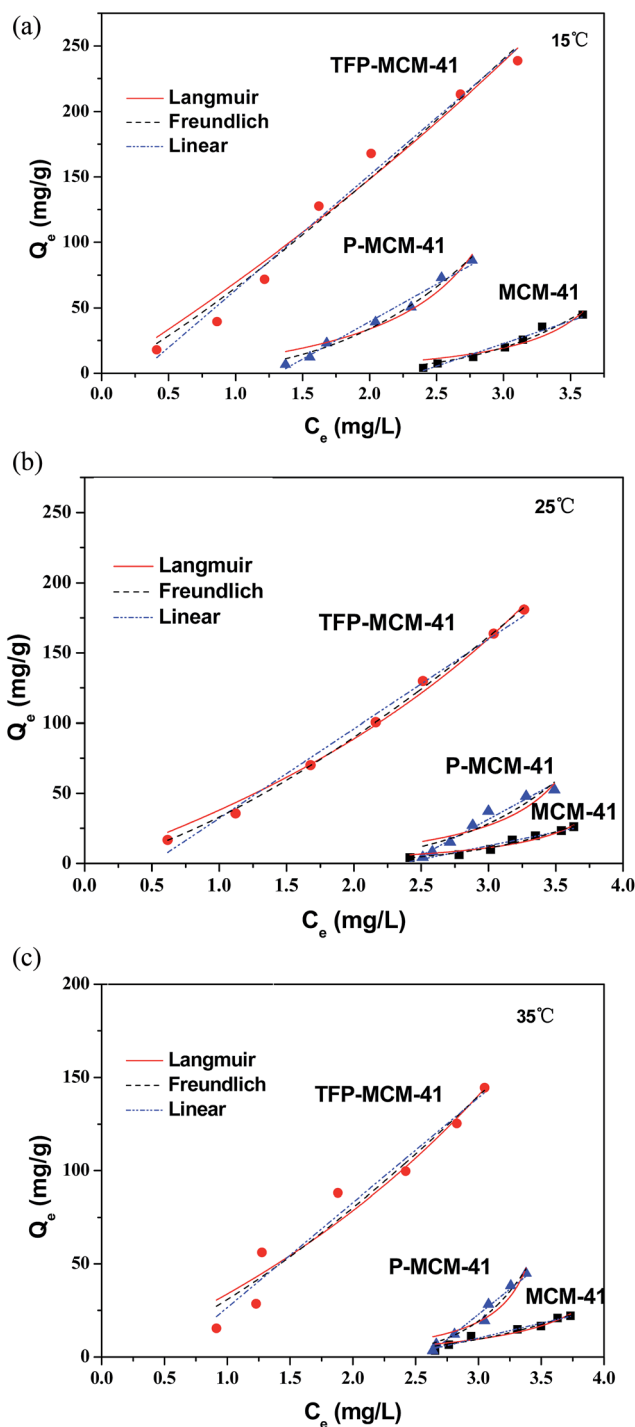 (a)
15℃
TFP-MCM-41
Langmuir
Freundlich
Linear
P-MCM-41
MCM-41
250
200
150
100
50
0
0.0 0.5 1.0 1.5 2.0 2.5 3.0 3.5
Qe (mg/g)
Ce (mg/L)
(b)
25℃
Langmuir
Freundlich
Linear
TFP-MCM-41
P-MCM-41
MCM-41
250
200
150
100
50
0
0.0 0.5 1.0 1.5 2.0 2.5 3.0 3.5 4.0
Qe (mg/g)
Ce (mg/L)
(c)
35℃
Langmuir
Freundlich
Linear
TFP-MCM-41
P-MCM-41
MCM-41
200
150
100
50
0
0.0 0.5 1.0 1.5 2.0 2.5 3.0 3.5 4.0
Qe (mg/g)
Ce (mg/L)